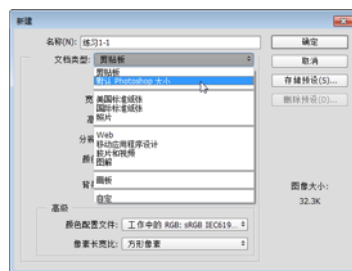 新建
名称(N): 练习1-1
确定
文档类型: 剪贴板
取消
剪贴板
默认 Photoshop 大小
存储预设(S)...
美国标准纸张
删除预设(D)...
国际标准纸张
照片
Web
移动应用程序设计
胶片和视频
图解
画板
自定
图像大小:
32.3K
高级
颜色配置文件: 工作中的 RGB: sRGB IEC619...
像素长宽比: 方形像素